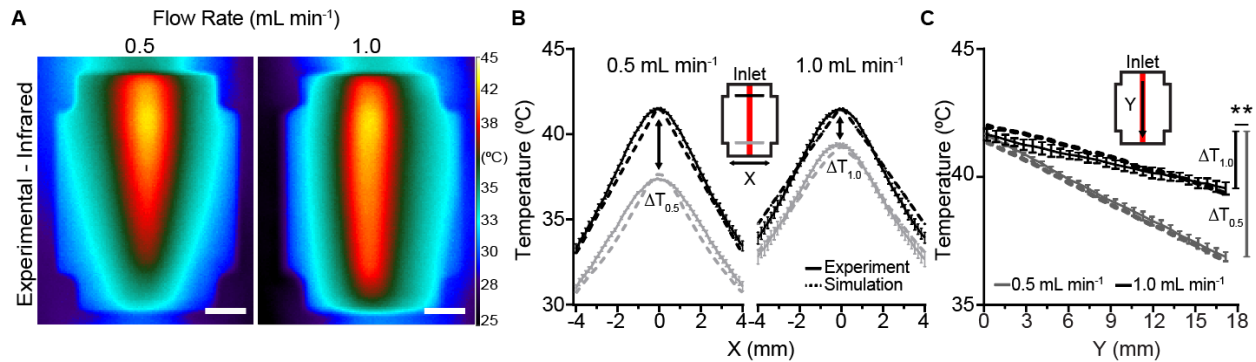 A
Flow Rate (mL min⁻¹)
0.5 1.0
Experimental - Infrared
45
44
42
40
38
(ºC)
35
33
30
28
25
B
Temperature (ºC)
45
40
35
30
0.5 mL min⁻¹ 1.0 mL min⁻¹
Inlet
X
ΔT0.5
ΔT1.0
Experiment
Simulation
-4 -2 0 2 4 -4 -2 0 2 4
X (mm)
C
Temperature (ºC)
45
40
35
Inlet
Y
**
ΔT1.0
ΔT0.5
0.5 mL min⁻¹ 1.0 mL min⁻¹
0 3 6 9 12 15 18
Y (mm)